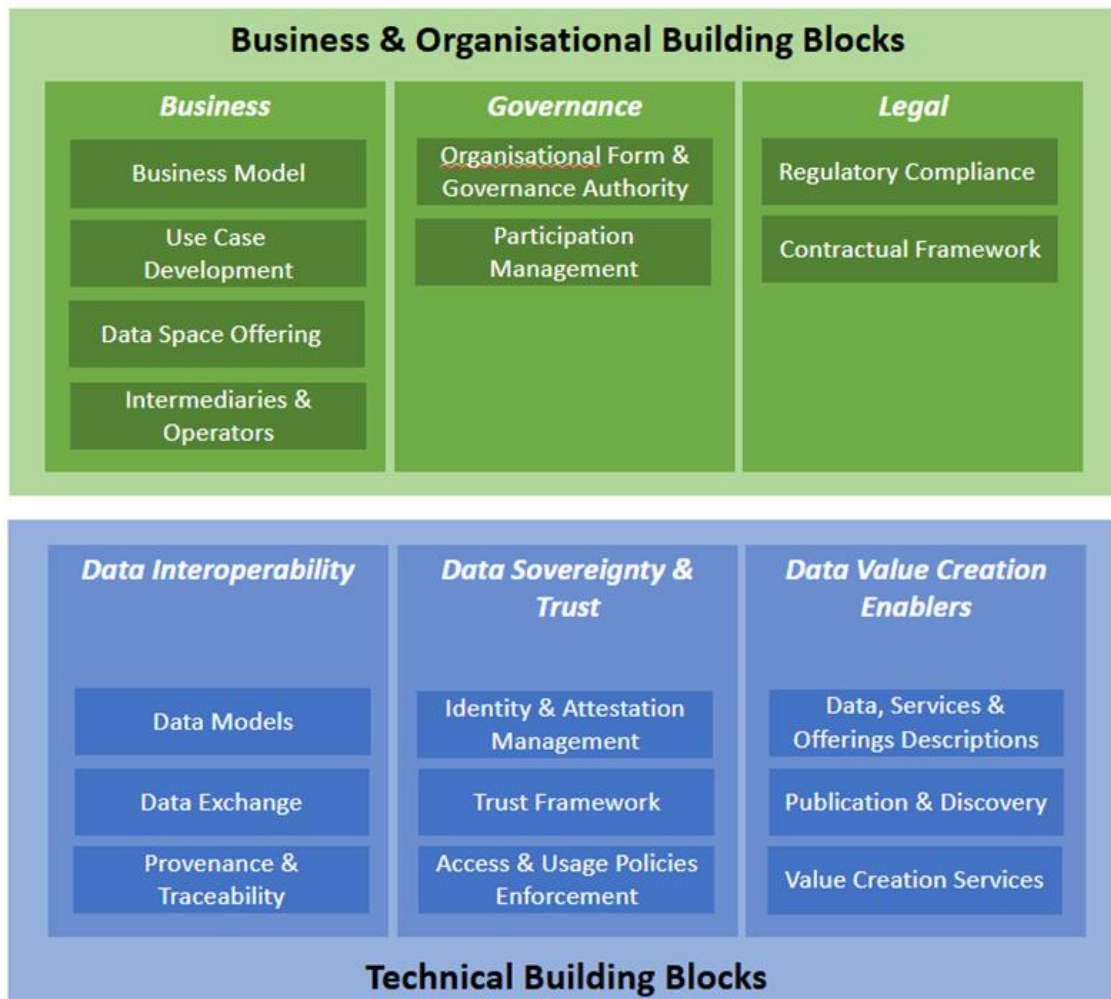 Business & Organisational Building Blocks
Business
Business Model
Use Case
Development
Data Space Offering
Intermediaries &
Operators
Governance
Organisational Form &
Governance Authority
Participation
Management
Legal
Regulatory Compliance
Contractual Framework
Data Interoperability
Data Models
Data Exchange
Provenance &
Traceability
Data Sovereignty &
Trust
Identity & Attestation
Management
Trust Framework
Access & Usage Policies
Enforcement
Data Value Creation
Enablers
Data, Services &
Offerings Descriptions
Publication & Discovery
Value Creation Services
Technical Building Blocks